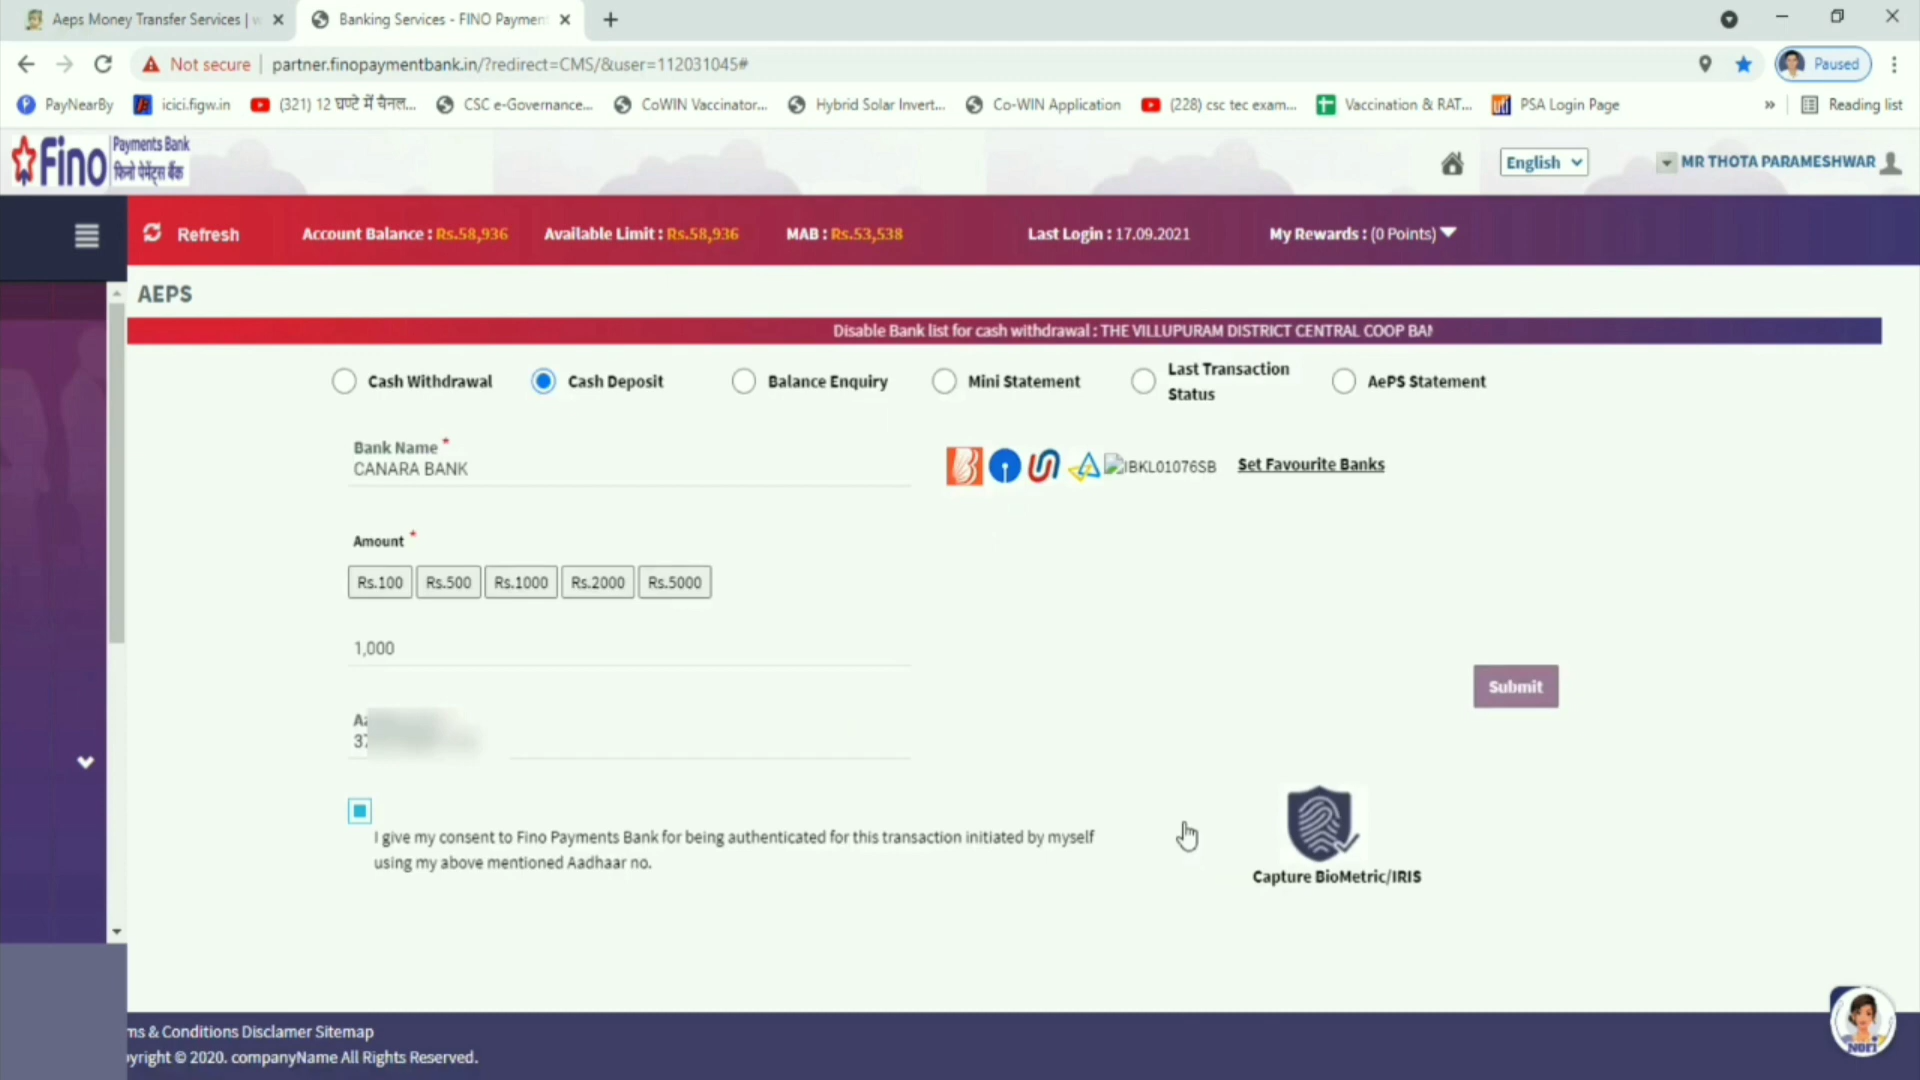 Aeps Money Transfer Services |
Banking Services - FINO Paymen
Not secure
partner.finopaymentbank.in/?redirect=CMS/&user=112031045#
Paused
PayNearBy
icici.figw.in
(321) 12 घण्टे में चैनल...
CSC e-Governance...
CoWIN Vaccinator...
Hybrid Solar Invert...
Co-WIN Application
(228) csc tec exam...
Vaccination & RAT...
PSA Login Page
»
Reading list
Fino
Payments Bank
फिनो पेमेंट्स बैंक
English
MR THOTA PARAMESHWAR
Refresh
Account Balance : Rs.58,936
Available Limit : Rs.58,936
MAB : Rs.53,538
Last Login : 17.09.2021
My Rewards : (0 Points)
AEPS
Disable Bank list for cash withdrawal : THE VILLUPURAM DISTRICT CENTRAL COOP BAN
Cash Withdrawal
Cash Deposit
Balance Enquiry
Mini Statement
Last Transaction
Status
AePS Statement
Bank Name *
CANARA BANK
IBKL01076SB
Set Favourite Banks
Amount *
Rs.100
Rs.500
Rs.1000
Rs.2000
Rs.5000
1,000
Submit
37
I give my consent to Fino Payments Bank for being authenticated for this transaction initiated by myself
using my above mentioned Aadhaar no.
Capture BioMetric/IRIS
ms & Conditions Disclamer Sitemap
yright © 2020. companyName All Rights Reserved.